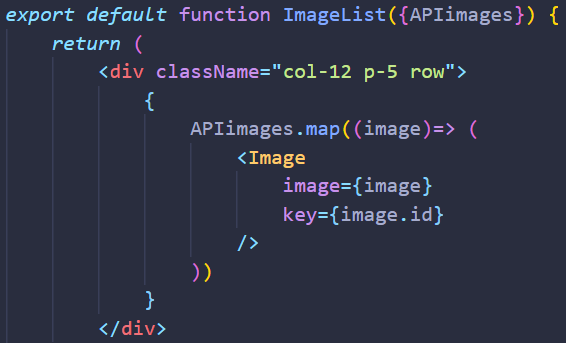 export default function ImageList({APIimages}) {
    return (
        <div className="col-12 p-5 row">
            {
                APIimages.map((image)=> (
                    <Image
                        image={image}
                        key={image.id}
                    />
                ))
            }
        </div>